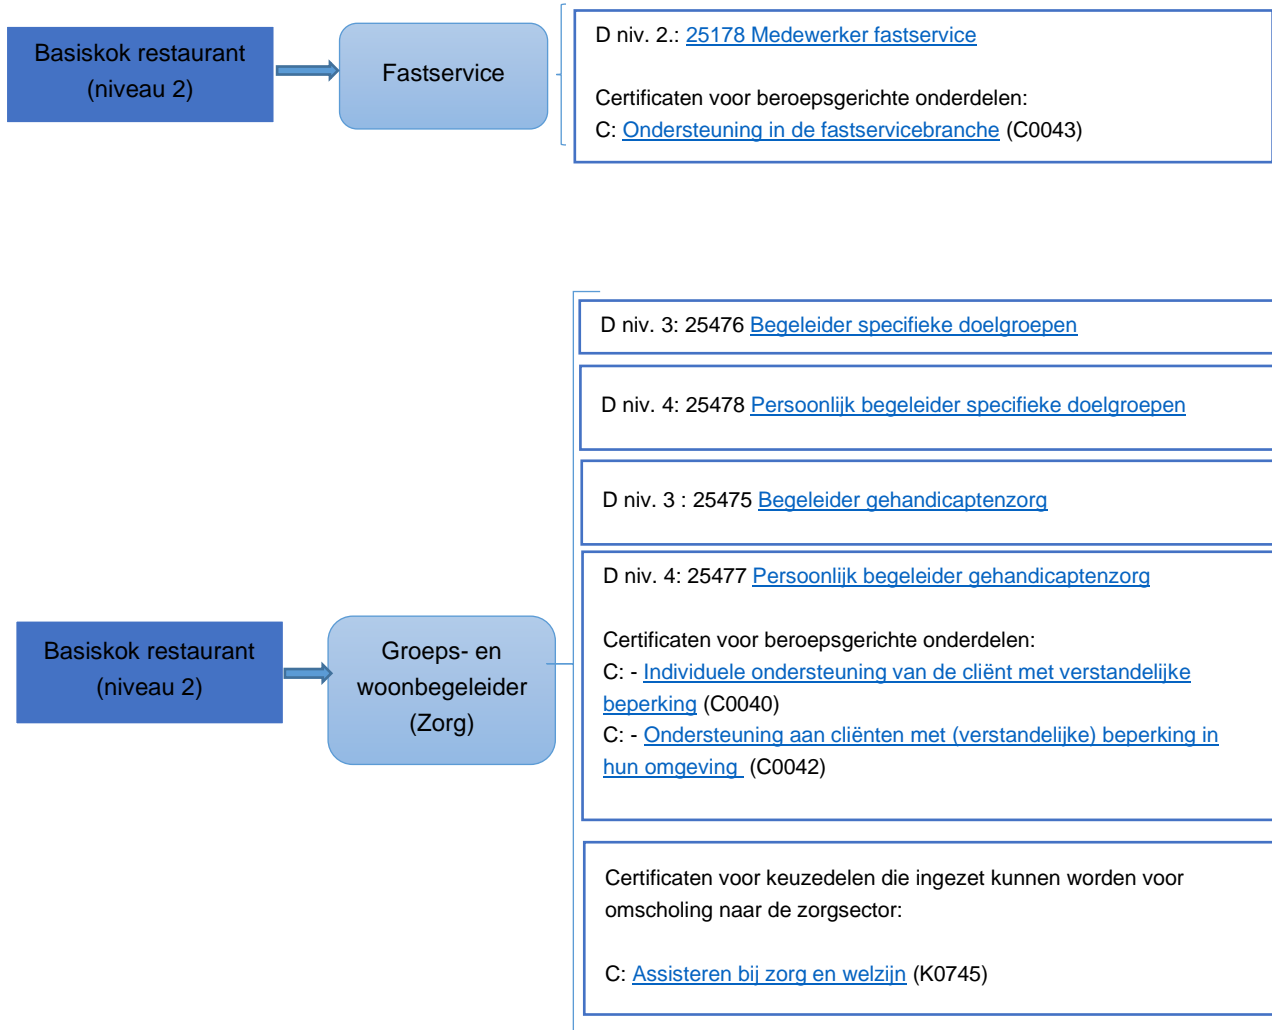 Basiskok restaurant
(niveau 2)
Fastservice
D niv. 2.: 25178 Medewerker fastservice
Certificaten voor beroepsgerichte onderdelen:
C: Ondersteuning in de fastservicebranche (C0043)
Basiskok restaurant
(niveau 2)
Groeps- en
woonbegeleider
(Zorg)
D niv. 3: 25476 Begeleider specifieke doelgroepen
D niv. 4: 25478 Persoonlijk begeleider specifieke doelgroepen
D niv. 3 : 25475 Begeleider gehandicaptenzorg
D niv. 4: 25477 Persoonlijk begeleider gehandicaptenzorg
Certificaten voor beroepsgerichte onderdelen:
C: - Individuele ondersteuning van de cliënt met verstandelijke
beperking (C0040)
C: - Ondersteuning aan cliënten met (verstandelijke) beperking in
hun omgeving  (C0042)
Certificaten voor keuzedelen die ingezet kunnen worden voor
omscholing naar de zorgsector:
C: Assisteren bij zorg en welzijn (K0745)